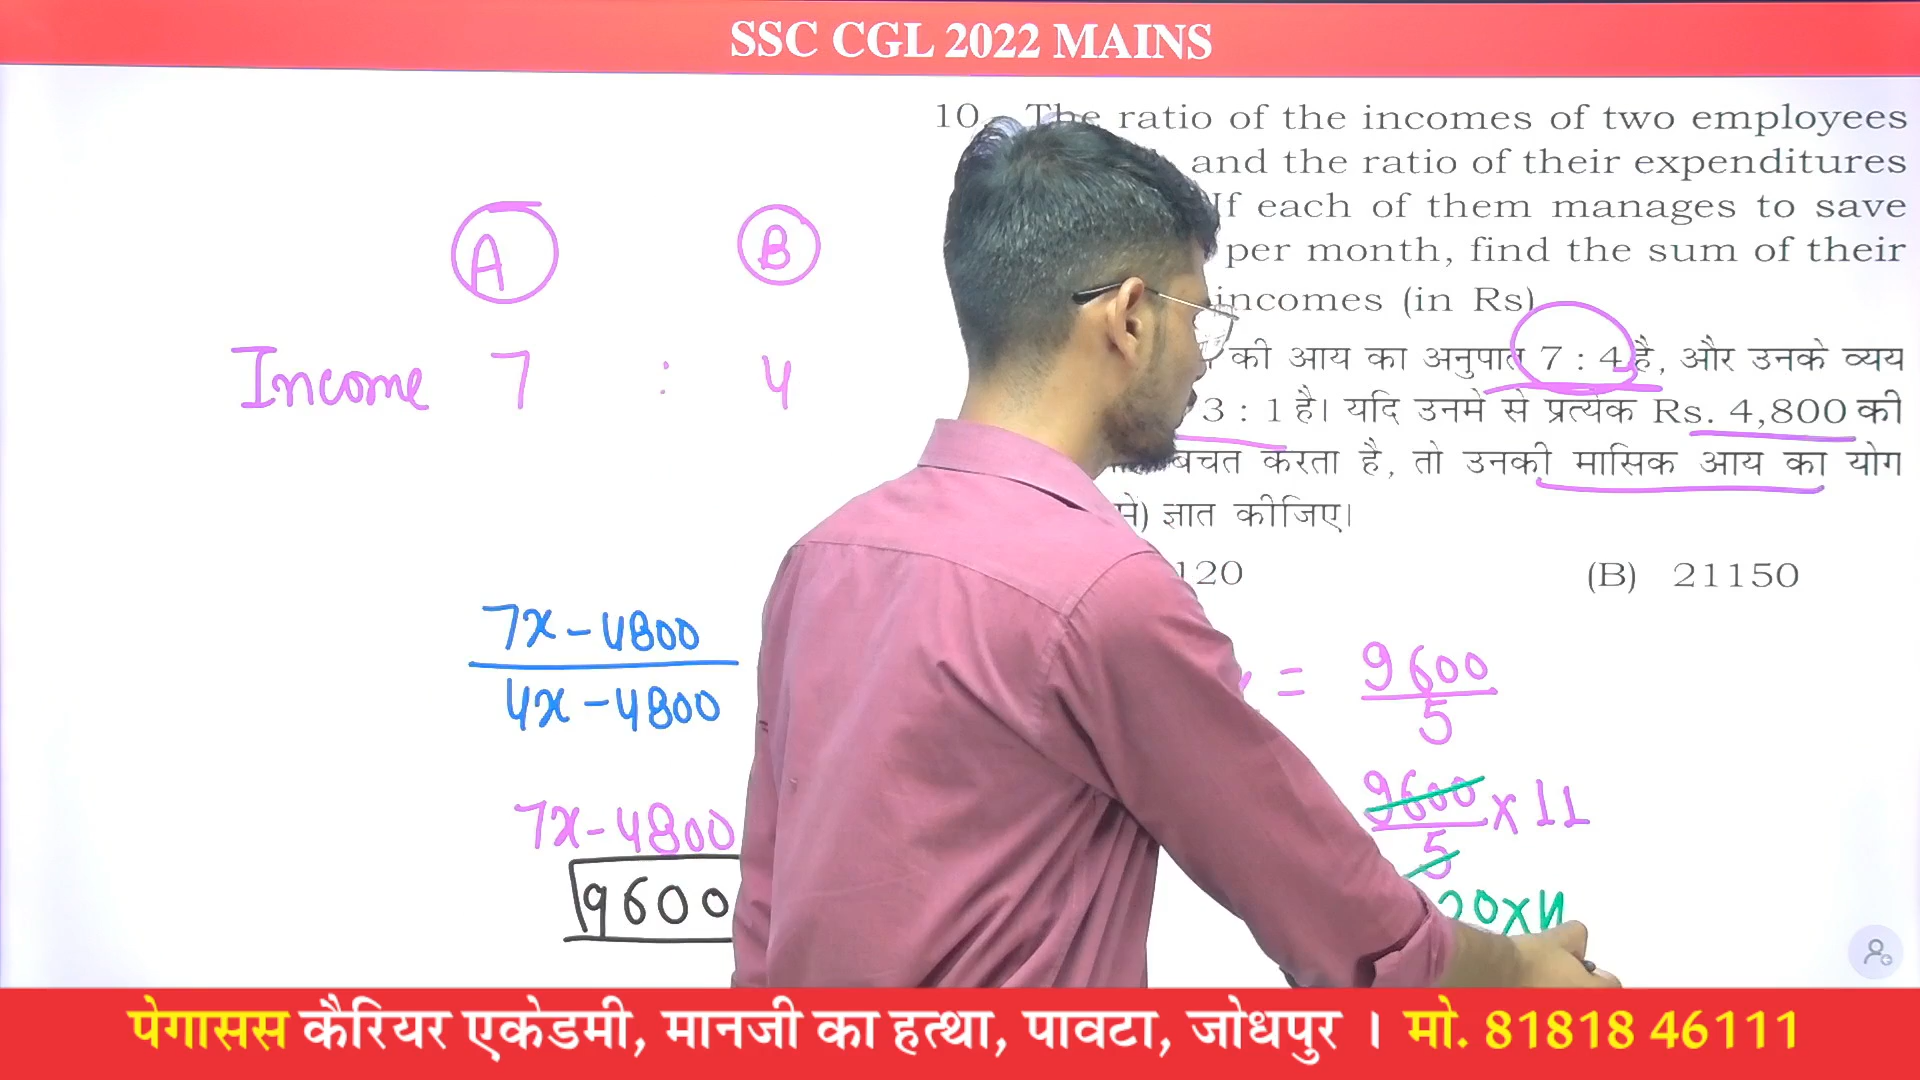 SSC CGL 2022 MAINS
10. The ratio of the incomes of two employees
and the ratio of their expenditures
If each of them manages to save
per month, find the sum of their
incomes (in Rs)
की आय का अनुपात 7 : 4 है, और उनके व्यय
3 : 1 है। यदि उनमें से प्रत्येक Rs. 4,800 की
बचत करता है, तो उनकी मासिक आय का योग
में) ज्ञात कीजिए।
120 (B) 21150
A B
Income 7 : 4
7x - 4800
4x - 4800
7x - 4800
9600
= 9600
5
9600 x 11
5
पेगासस कैरियर एकेडमी, मानजी का हत्था, पावटा, जोधपुर । मो. 81818 46111